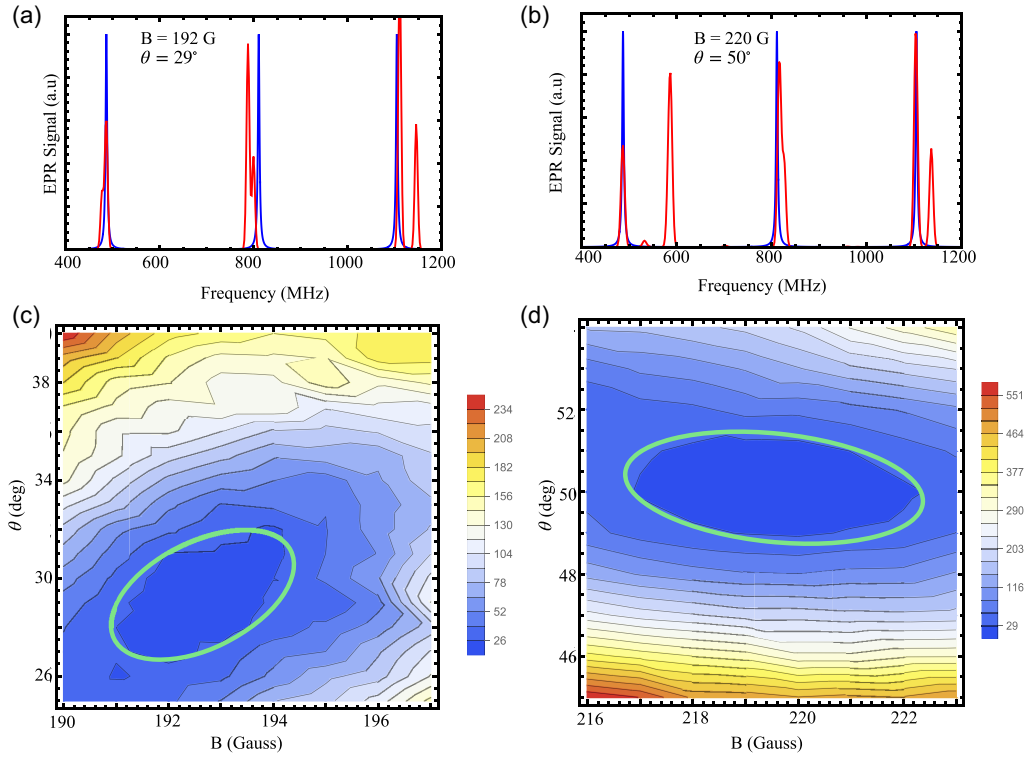 (a)
B = 192 G
θ = 29°
EPR Signal (a.u)
400 600 800 1000 1200
Frequency (MHz)
(b)
B = 220 G
θ = 50°
EPR Signal (a.u)
400 600 800 1000 1200
Frequency (MHz)
(c)
38
34
30
26
θ (deg)
190 192 194 196
B (Gauss)
234
208
182
156
130
104
78
52
26
(d)
52
50
48
46
θ (deg)
216 218 220 222
B (Gauss)
551
464
377
290
203
116
29